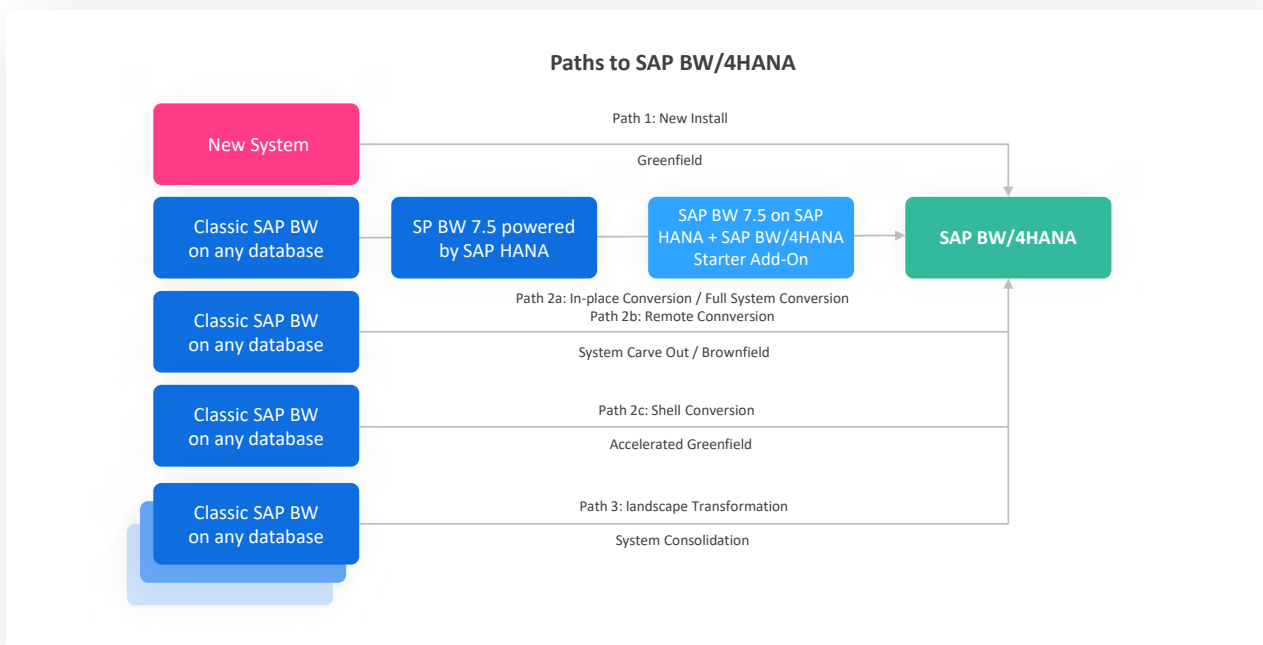 Paths to SAP BW/4HANA
New System
Path 1: New Install
Greenfield
Classic SAP BW
on any database
SP BW 7.5 powered
by SAP HANA
SAP BW 7.5 on SAP
HANA + SAP BW/4HANA
Starter Add-On
SAP BW/4HANA
Path 2a: In-place Conversion / Full System Conversion
Classic SAP BW
on any database
Path 2b: Remote Connversion
System Carve Out / Brownfield
Classic SAP BW
on any database
Path 2c: Shell Conversion
Accelerated Greenfield
Classic SAP BW
on any database
Path 3: landscape Transformation
System Consolidation